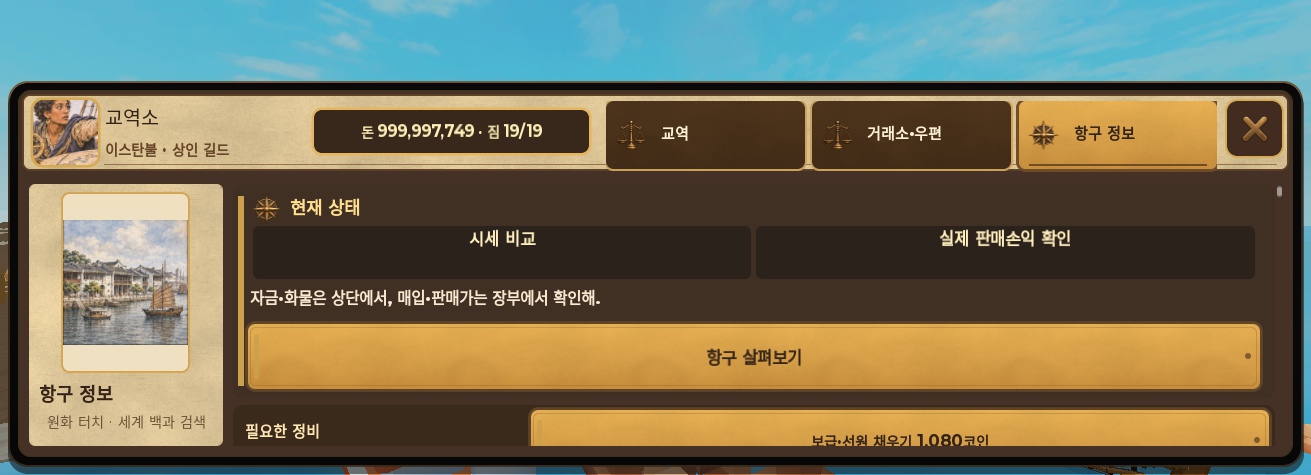 교역소
이스탄불 · 상인 길드
돈 999,997,749 · 짐 19/19
교역
거래소•우편
항구 정보
현재 상태
시세 비교
실제 판매손익 확인
자금•화물은 상단에서, 매입•판매가는 장부에서 확인해.
항구 살펴보기
항구 정보
원화 터치 · 세계 백과 검색
필요한 정비
보급•선원 채우기 1,080코인